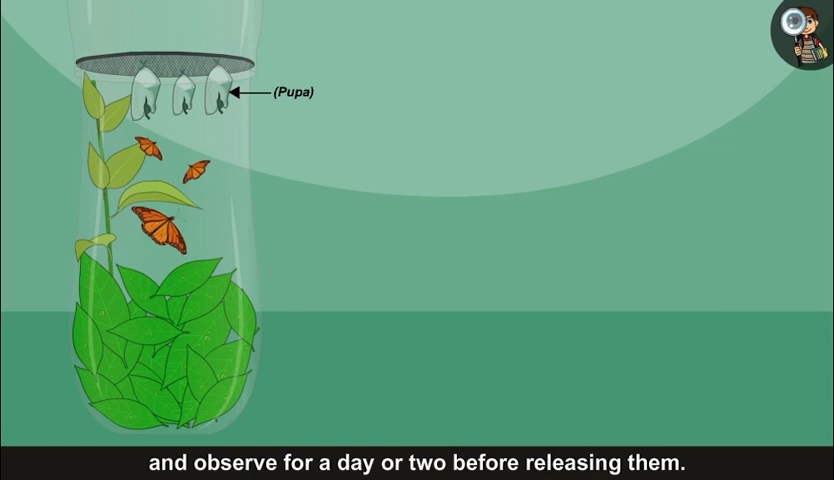 (Pupa)
and observe for a day or two before releasing them.